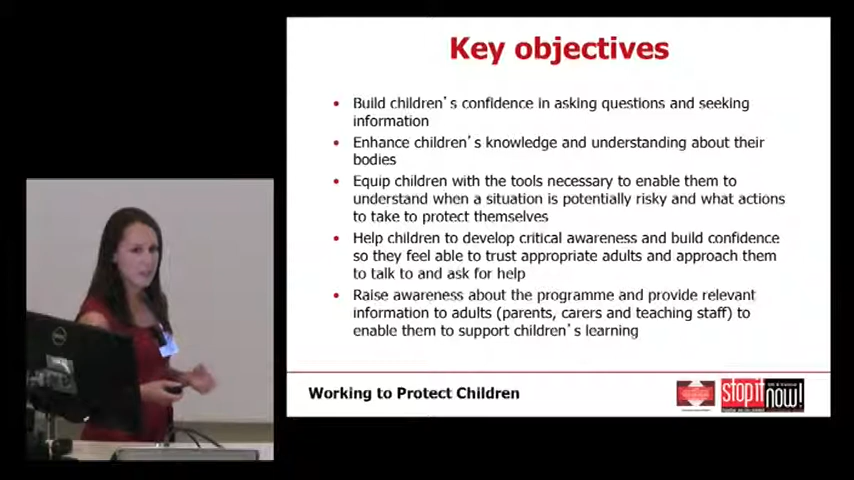 Key objectives
• Build children's confidence in asking questions and seeking
information
• Enhance children's knowledge and understanding about their
bodies
• Equip children with the tools necessary to enable them to
understand when a situation is potentially risky and what actions
to take to protect themselves
• Help children to develop critical awareness and build confidence
so they feel able to trust appropriate adults and approach them
to talk to and ask for help
• Raise awareness about the programme and provide relevant
information to adults (parents, carers and teaching staff) to
enable them to support children's learning
Working to Protect Children
stop it
now!
DELL